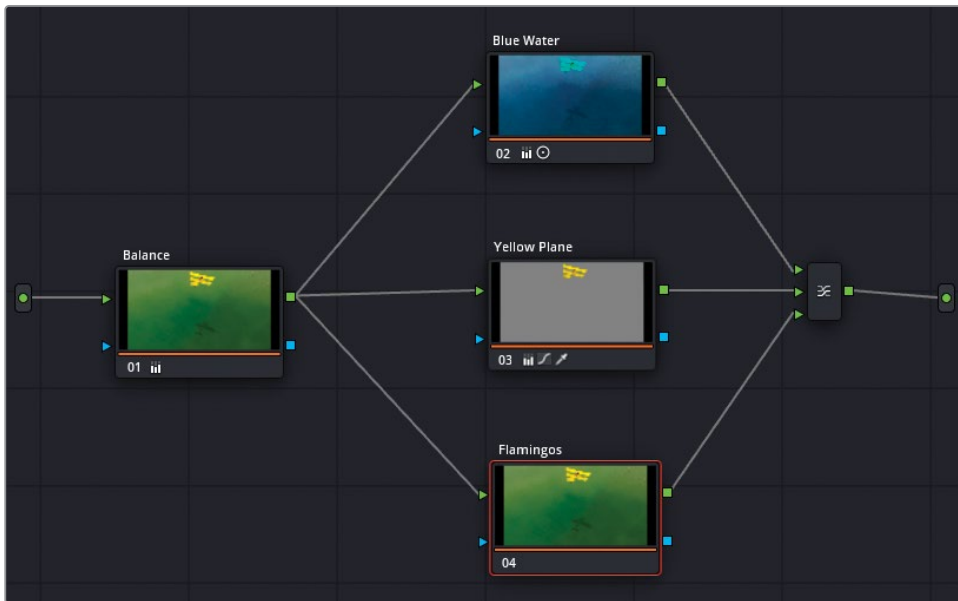 Blue Water
02
Balance
01
Yellow Plane
03
Flamingos
04